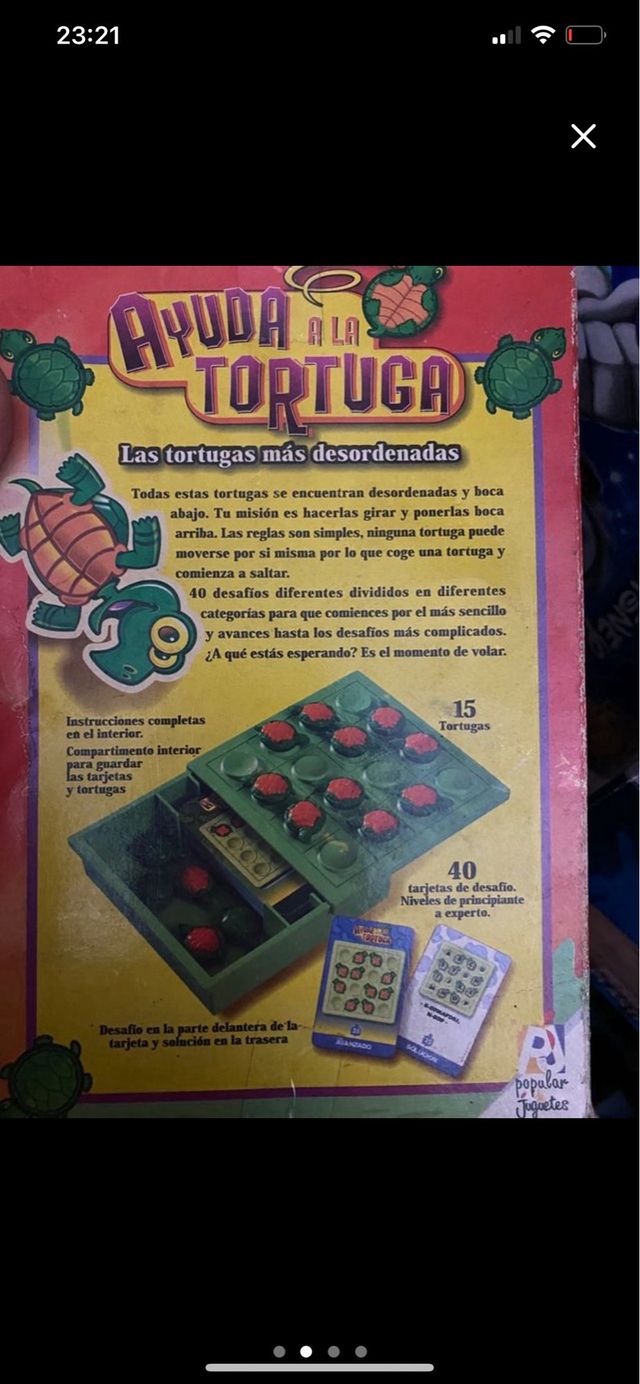 23:21
AYUDA A LA
TORTUGA
Las tortugas más desordenadas
Todas estas tortugas se encuentran desordenadas y boca
abajo. Tu misión es hacerlas girar y ponerlas boca
arriba. Las reglas son simples, ninguna tortuga puede
moverse por si misma por lo que coge una tortuga y
comienza a saltar.
40 desafíos diferentes divididos en diferentes
categorías para que comiences por el más sencillo
y avances hasta los desafíos más complicados.
¿A qué estás esperando? Es el momento de volar.
Instrucciones completas
en el interior.
Compartimento interior
para guardar
las tarjetas
y tortugas
15
Tortugas
40
tarjetas de desafío.
Niveles de principiante
a experto.
AYUDA A LA
TORTUGA
AVANZADO
SOLUCIÓN
Desafío en la parte delantera de la
tarjeta y solución en la trasera
popular
juguetes